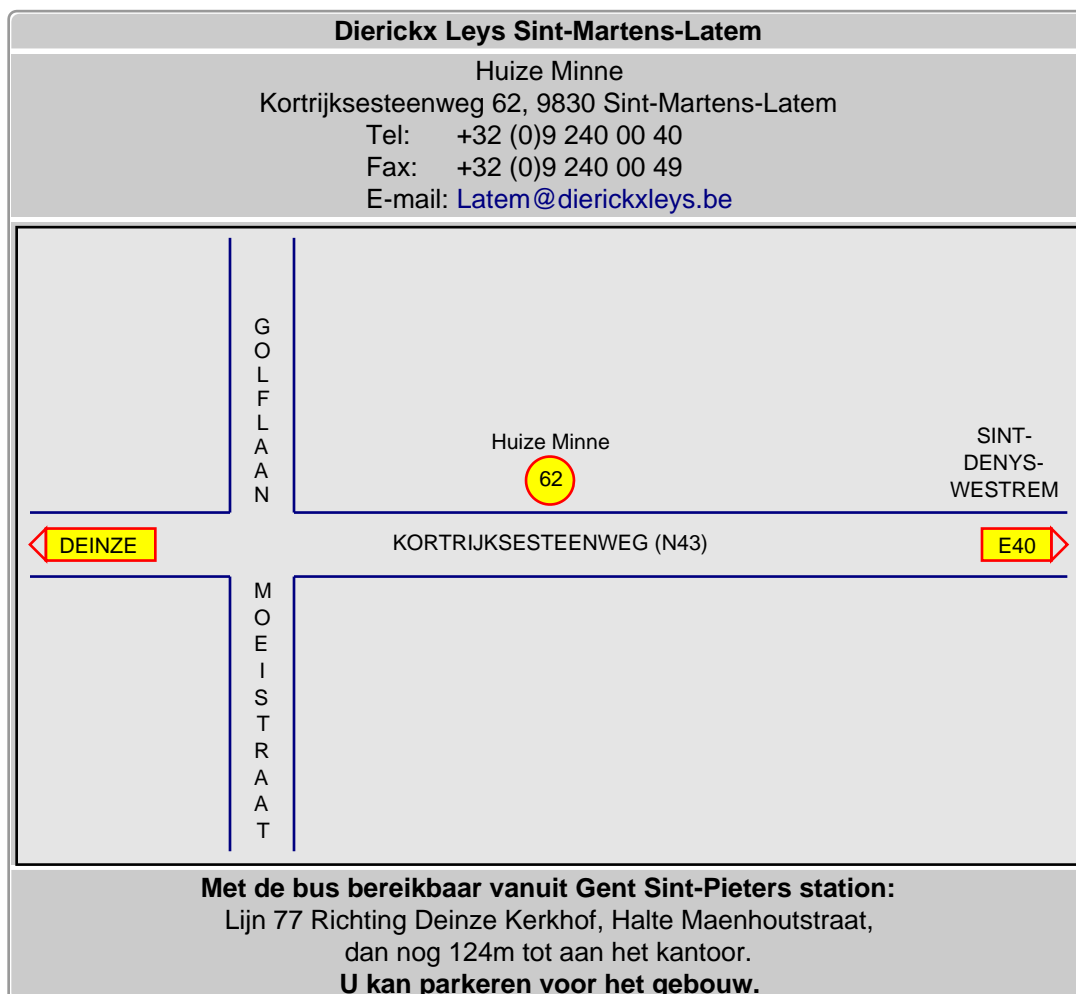 Dierickx Leys Sint-Martens-Latem
Huize Minne
Kortrijksesteenweg 62, 9830 Sint-Martens-Latem
Tel: +32 (0)9 240 00 40
Fax: +32 (0)9 240 00 49
E-mail: Latem@dierickxleys.be
GOLFLAAN
Huize Minne
62
SINT-
DENYS-
WESTREM
DEINZE
KORTRIJKSESTEENWEG (N43)
E40
MOEISTRAAT
Met de bus bereikbaar vanuit Gent Sint-Pieters station:
Lijn 77 Richting Deinze Kerkhof, Halte Maenhoutstraat,
dan nog 124m tot aan het kantoor.
U kan parkeren voor het gebouw.